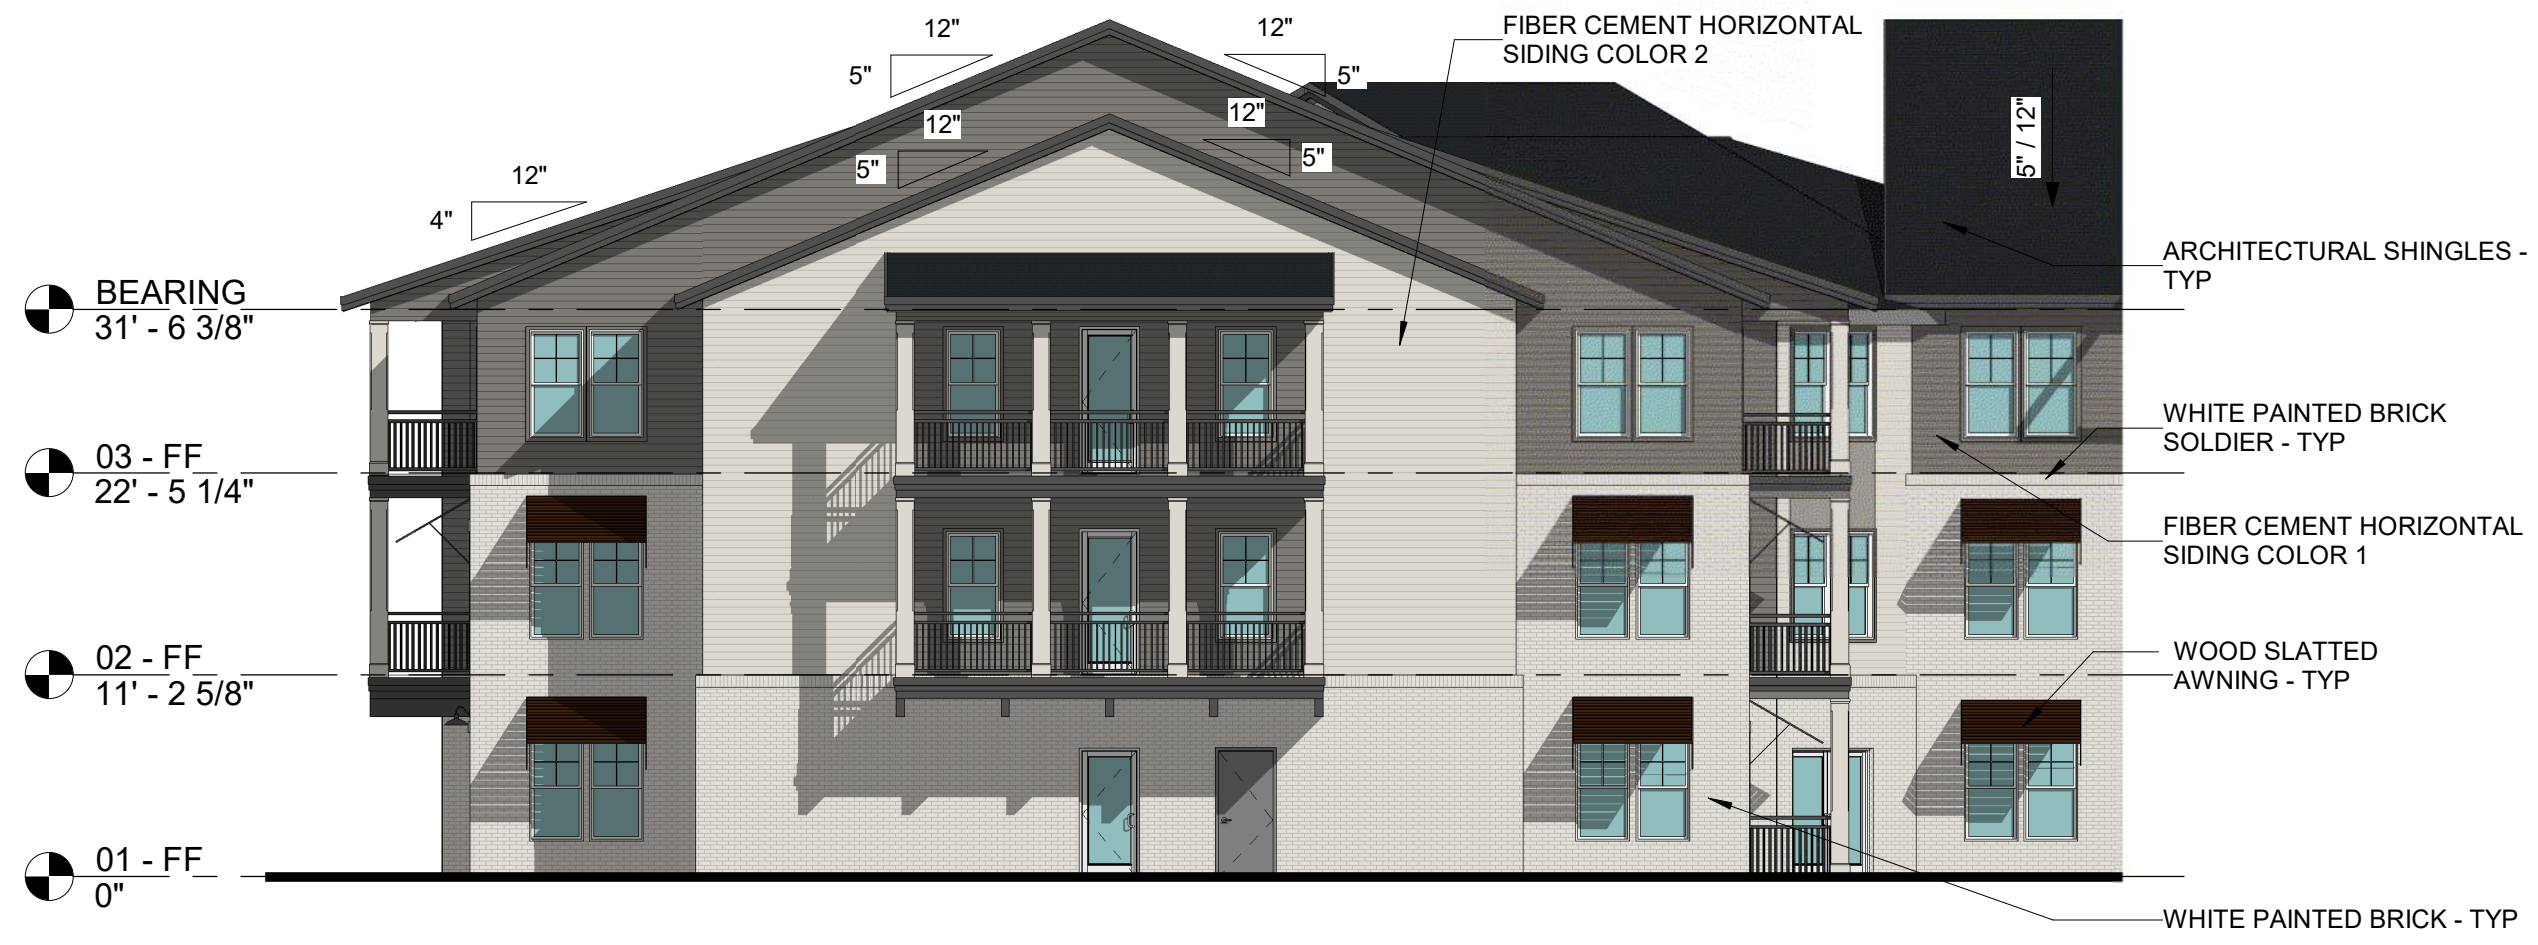 12"
12"
FIBER CEMENT HORIZONTAL
SIDING COLOR 2
5"
5"
12"
12"
5" / 12"
5"
5"
12"
4"
ARCHITECTURAL SHINGLES -
TYP
BEARING
31' - 6 3/8"
WHITE PAINTED BRICK
SOLDIER - TYP
03 - FF
22' - 5 1/4"
FIBER CEMENT HORIZONTAL
SIDING COLOR 1
02 - FF
11' - 2 5/8"
WOOD SLATTED
AWNING - TYP
01 - FF
0"
WHITE PAINTED BRICK - TYP